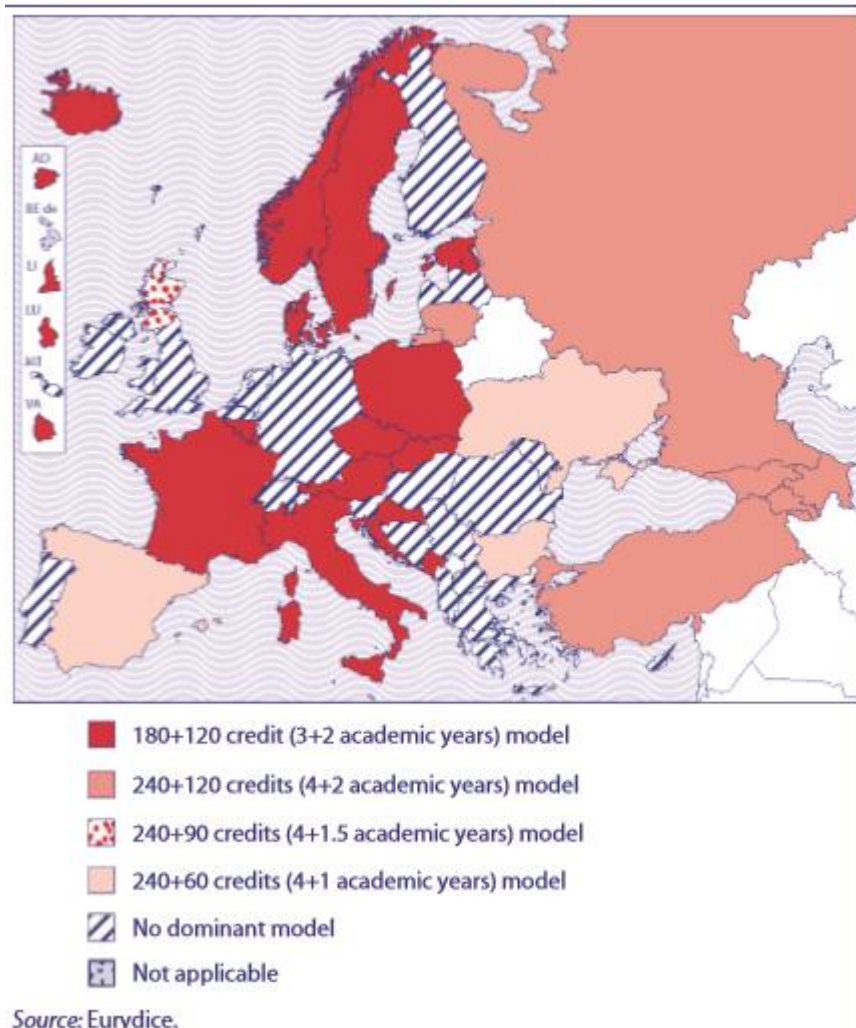 AD
BE de
LI
LU
MT
VA
180+120 credit (3+2 academic years) model
240+120 credits (4+2 academic years) model
240+90 credits (4+1.5 academic years) model
240+60 credits (4+1 academic years) model
No dominant model
Not applicable
Source: Eurydice.